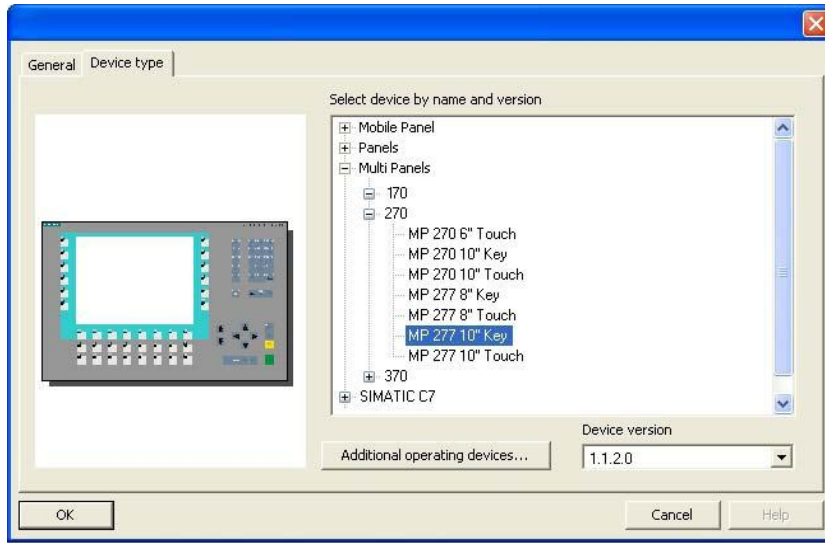 General Device type
Select device by name and version
Mobile Panel
Panels
Multi Panels
170
270
MP 270 6" Touch
MP 270 10" Key
MP 270 10" Touch
MP 277 8" Key
MP 277 8" Touch
MP 277 10" Key
MP 277 10" Touch
370
SIMATIC C7
Device version
Additional operating devices... 1.1.2.0
OK Cancel Help